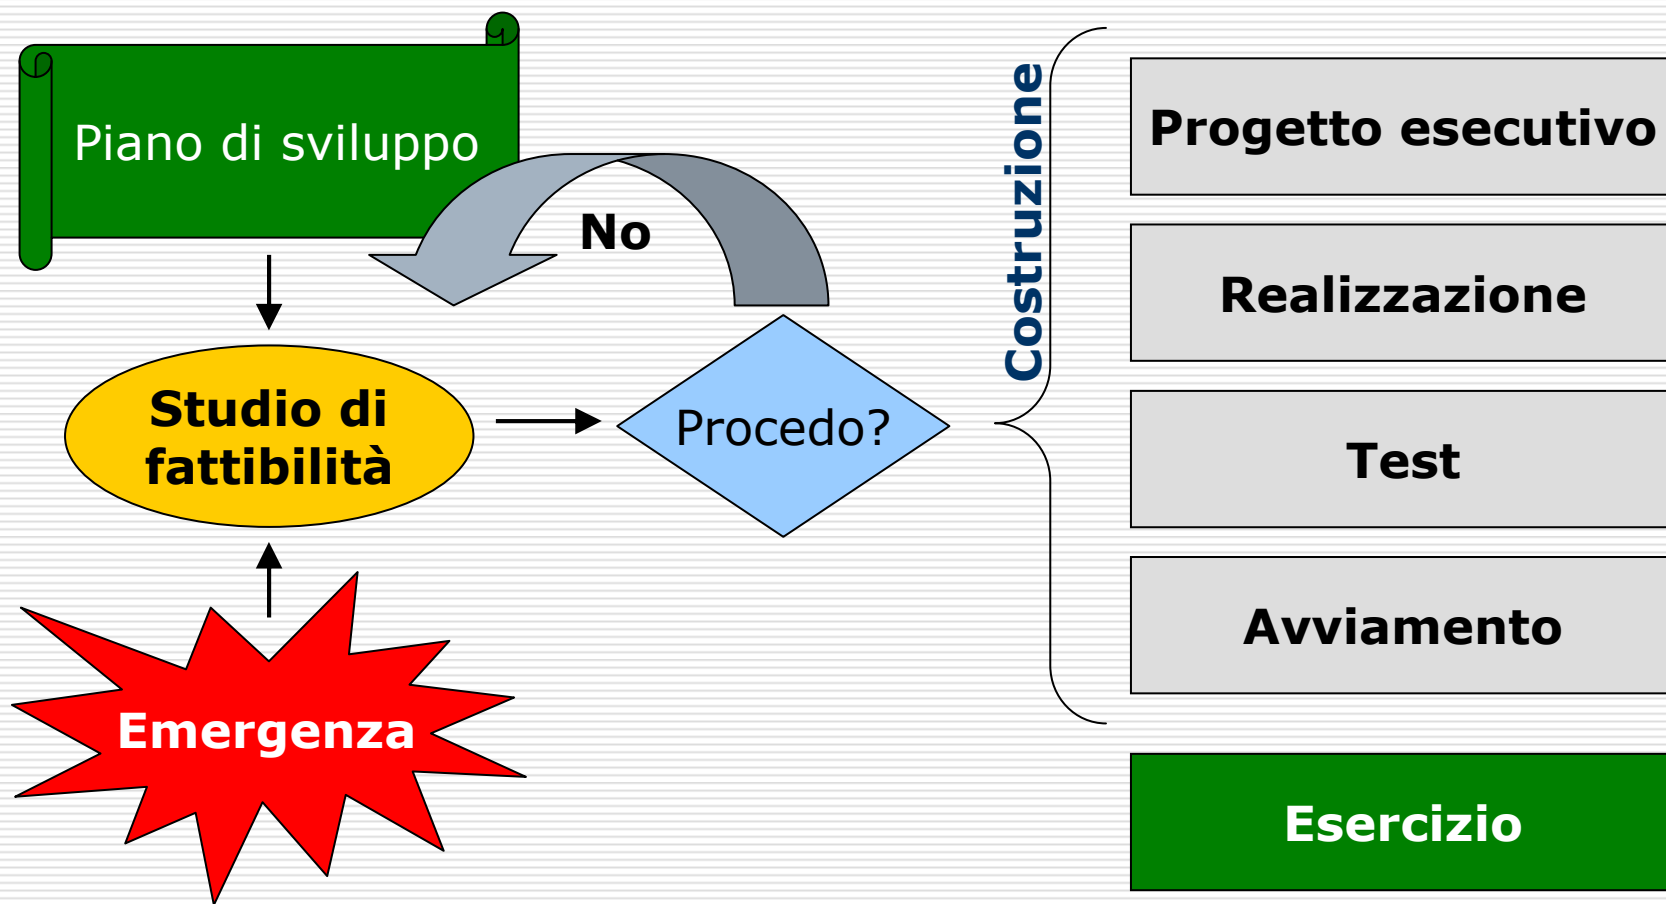 Piano di sviluppo
No
Studio di
fattibilità
Procedo?
Emergenza
Costruzione
Progetto esecutivo
Realizzazione
Test
Avviamento
Esercizio